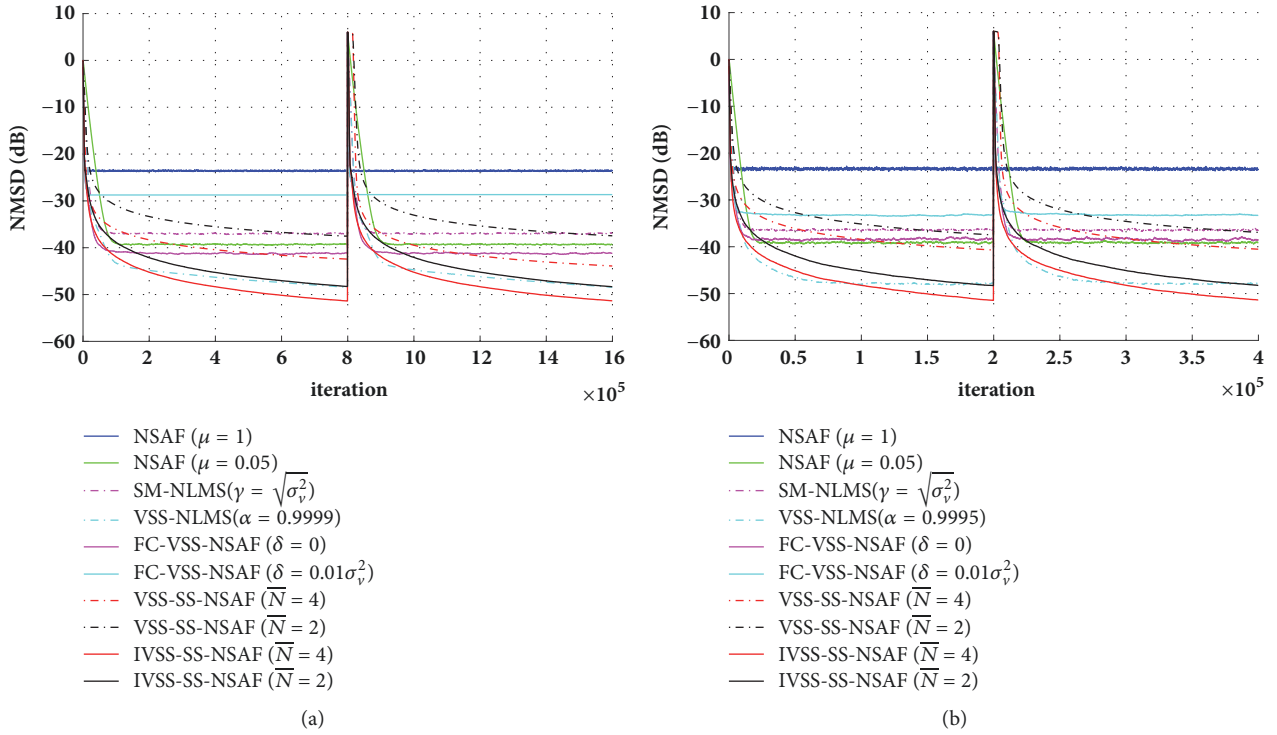 10
0
−10
−20
−30
−40
−50
−60
NMSD (dB)
0 2 4 6 8 10 12 14 16
iteration ×10^5
NSAF (μ = 1)
NSAF (μ = 0.05)
SM-NLMS(γ = √σ_v^2)
VSS-NLMS(α = 0.9999)
FC-VSS-NSAF (δ = 0)
FC-VSS-NSAF (δ = 0.01σ_v^2)
VSS-SS-NSAF (N̅ = 4)
VSS-SS-NSAF (N̅ = 2)
IVSS-SS-NSAF (N̅ = 4)
IVSS-SS-NSAF (N̅ = 2)
(a)
10
0
−10
−20
−30
−40
−50
−60
NMSD (dB)
0 0.5 1 1.5 2 2.5 3 3.5 4
iteration ×10^5
NSAF (μ = 1)
NSAF (μ = 0.05)
SM-NLMS(γ = √σ_v^2)
VSS-NLMS(α = 0.9995)
FC-VSS-NSAF (δ = 0)
FC-VSS-NSAF (δ = 0.01σ_v^2)
VSS-SS-NSAF (N̅ = 4)
VSS-SS-NSAF (N̅ = 2)
IVSS-SS-NSAF (N̅ = 4)
IVSS-SS-NSAF (N̅ = 2)
(b)